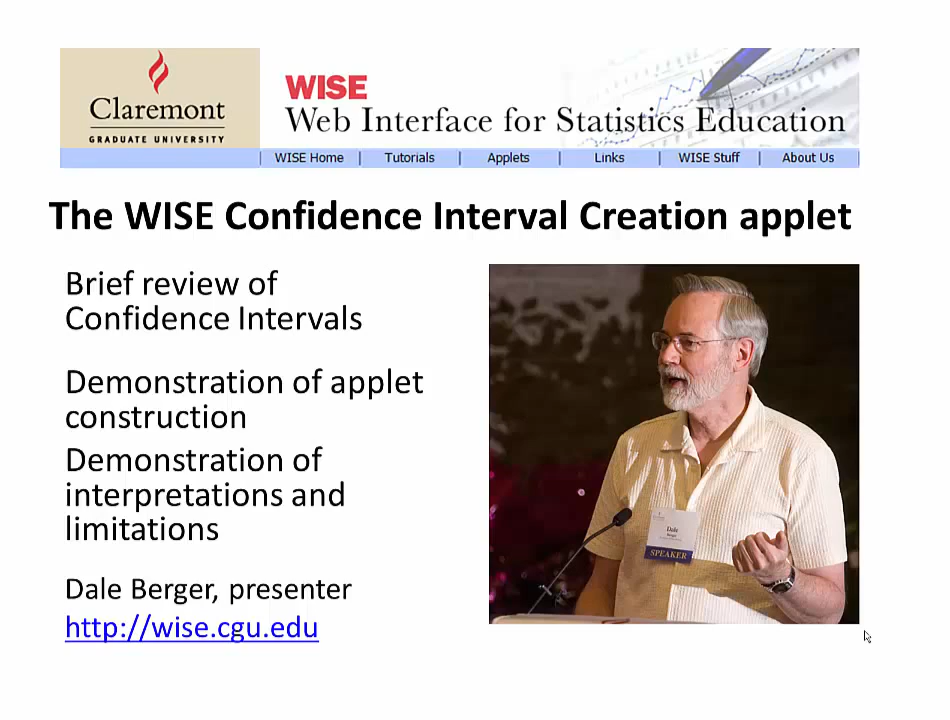 Claremont
GRADUATE UNIVERSITY
WISE
Web Interface for Statistics Education
WISE Home | Tutorials | Applets | Links | WISE Stuff | About Us
The WISE Confidence Interval Creation applet
Brief review of
Confidence Intervals
Demonstration of applet
construction
Demonstration of
interpretations and
limitations
Dale Berger, presenter
http://wise.cgu.edu
Dale
Berger
SPEAKER